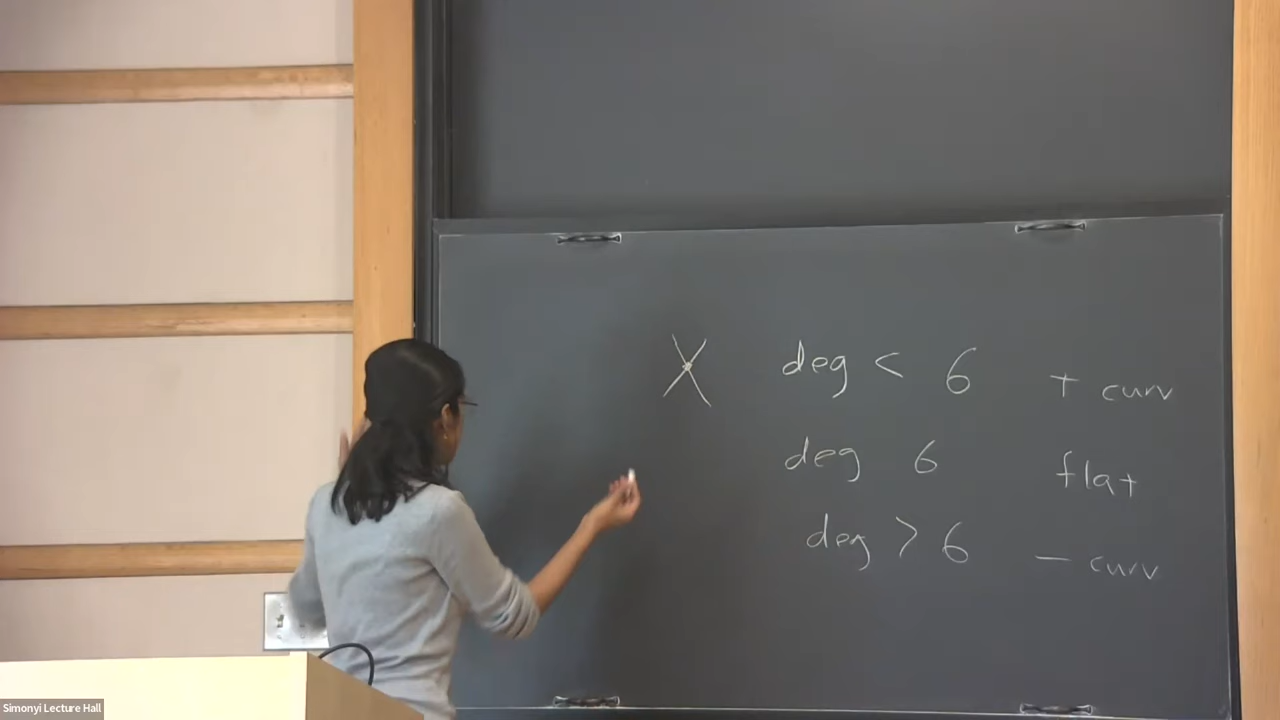 deg < 6 + curv
deg 6 flat
deg > 6 - curv
Simonyi Lecture Hall